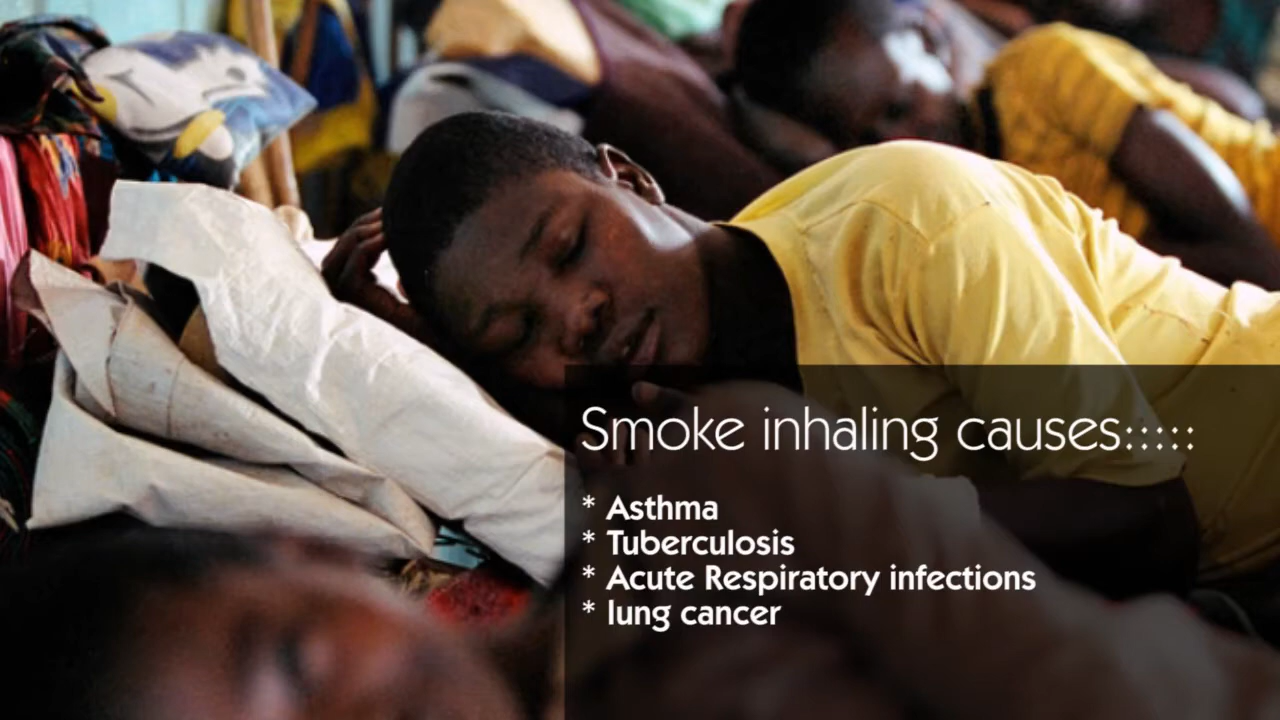 Smoke inhaling causes:::::
* Asthma
* Tuberculosis
* Acute Respiratory infections
* lung cancer